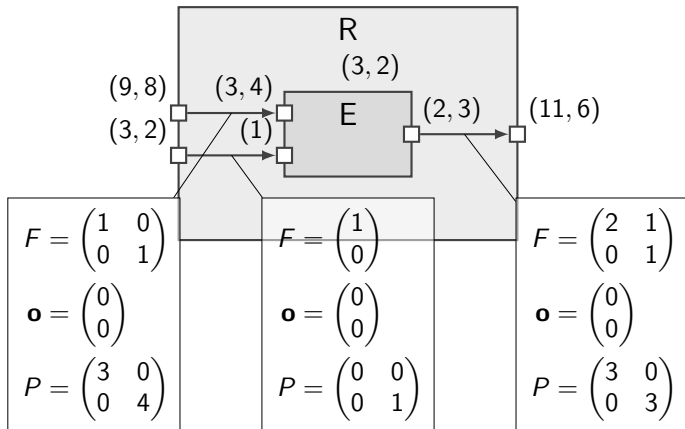 R
(3, 2)
(9, 8)
(3, 4)
E
(2, 3)
(11, 6)
(3, 2)
(1)
F = (1 0
0 1)
o = (0
0)
P = (3 0
0 4)
F = (1
0)
o = (0
0)
P = (0 0
0 1)
F = (2 1
0 1)
o = (0
0)
P = (3 0
0 3)